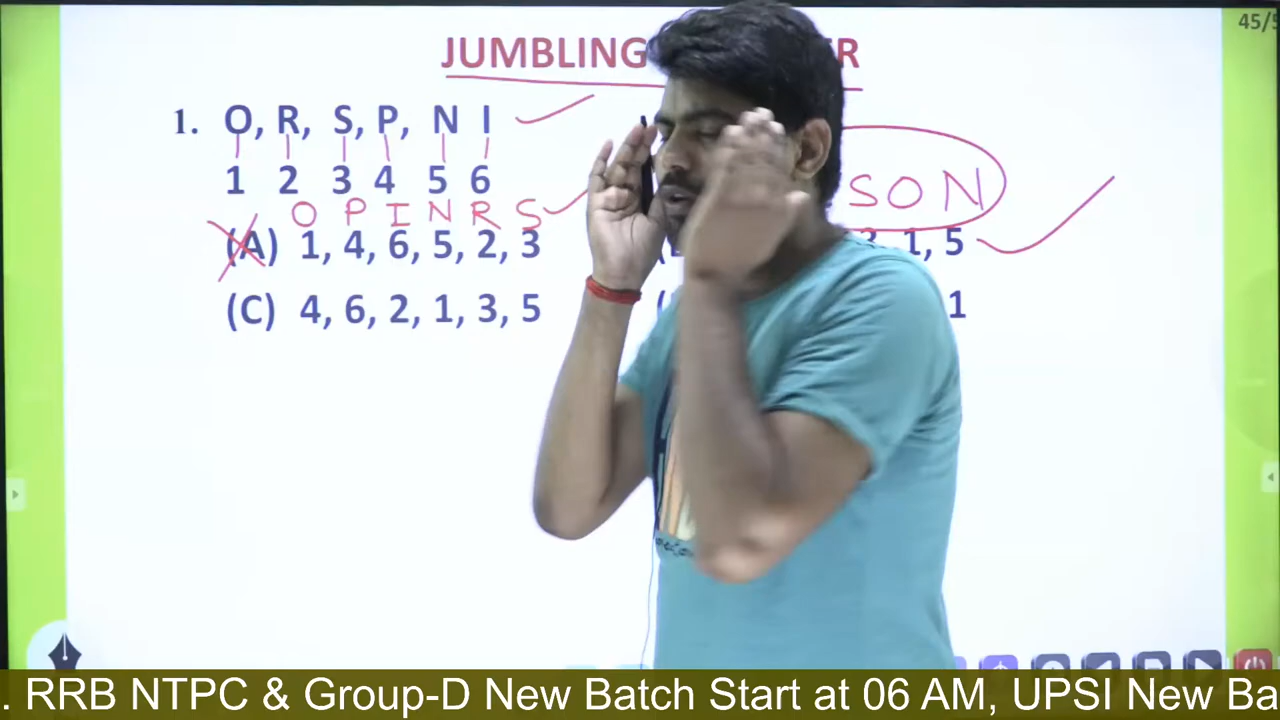 45/5
JUMBLING
1. O, R, S, P, N I
1 2 3 4 5 6
O P I N R S
S O N
(A) 1, 4, 6, 5, 2, 3
1, 5
(C) 4, 6, 2, 1, 3, 5
1
. RRB NTPC & Group-D New Batch Start at 06 AM, UPSI New Ba